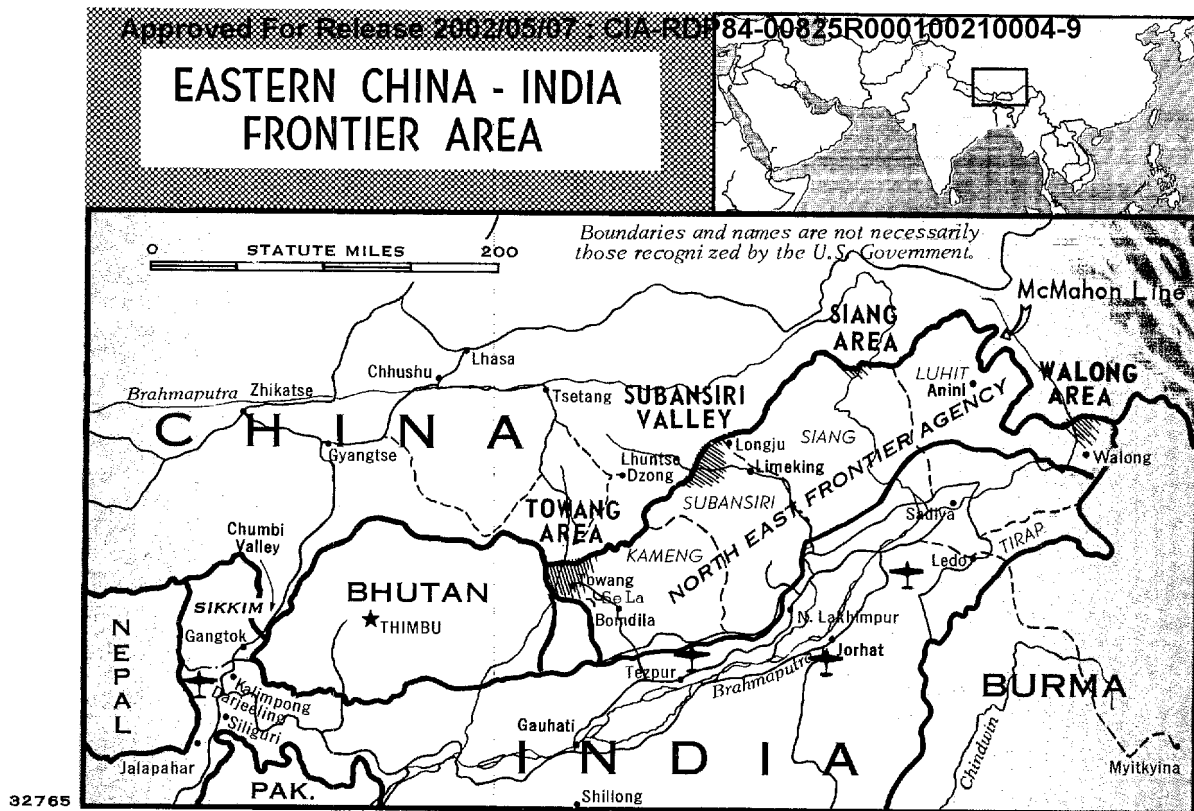 Approved For Release 2002/05/07 : CIA-RDP84-00825R000100210004-9
EASTERN CHINA - INDIA
FRONTIER AREA
0 STATUTE MILES 200
Boundaries and names are not necessarily
those recognized by the U.S. Government.
McMahon Line
SIANG
AREA
Lhasa
Chhushu
LUHIT
Anini
WALONG
AREA
Brahmaputra
Zhikatse
Tsetang
SUBANSIRI
VALLEY
CHINA
Gyangtse
SIANG
Longju
Limeking
Walong
Lhuntse
Dzong
NORTH EAST FRONTIER AGENCY
SUBANSIRI
Sadiya
TOWANG
AREA
Chumbi
Valley
KAMENG
TIRAP
Ledo
Towang
Se La
Bomdila
BHUTAN
THIMBU
SIKKIM
NEPAL
Gangtok
N. Lakhimpur
Jorhat
Tezpur
Brahmaputra
BURMA
Kalimpong
Darjeeling
Siliguri
Gauhati
INDIA
Jalapahar
Chindwin
Myitkyina
PAK.
Shillong
32765